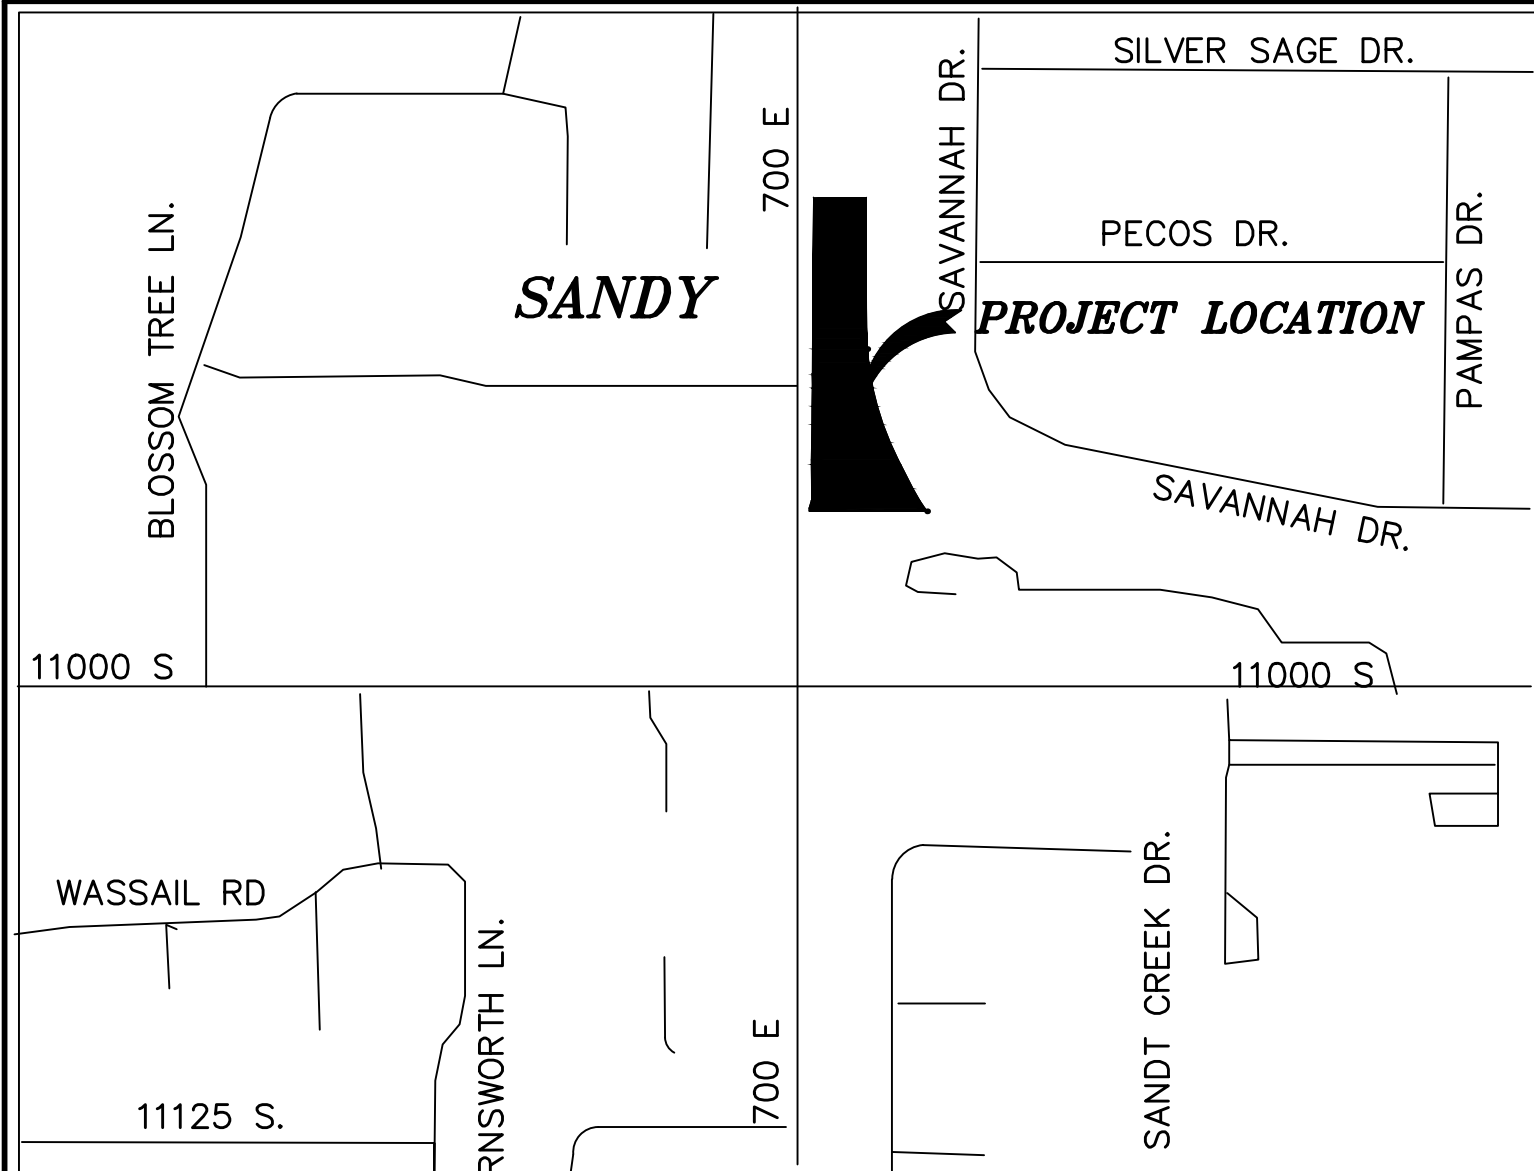 SILVER SAGE DR.
SAVANNAH DR.
700 E
BLOSSOM TREE LN.
PECOS DR.
PAMPAS DR.
SANDY
PROJECT LOCATION
SAVANNAH DR.
11000 S
11000 S
WASSAIL RD
SANDT CREEK DR.
RNSWORTH LN.
700 E
11125 S.